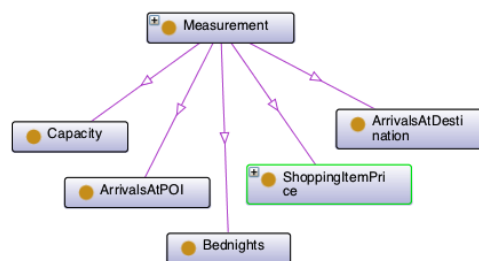 Measurement
Capacity
ArrivalsAtDesti
nation
ArrivalsAtPOI
ShoppingItemPri
ce
Bednights